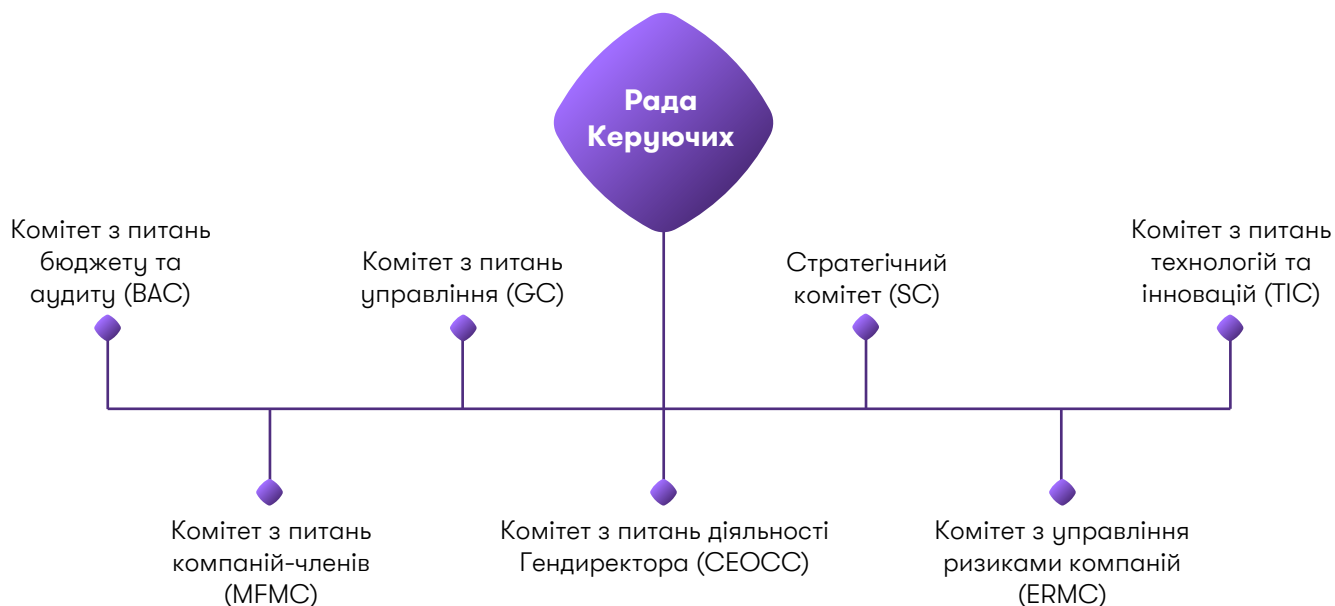 Рада
Керуючих
Комітет з питань
бюджету та
аудиту (BAC)
Комітет з питань
управління (GC)
Стратегічний
комітет (SC)
Комітет з питань
технологій та
інновацій (TIC)
Комітет з питань
компаній-членів
(MFMC)
Комітет з питань діяльності
Гендиректора (CEOCC)
Комітет з управління
ризиками компаній
(ERMC)